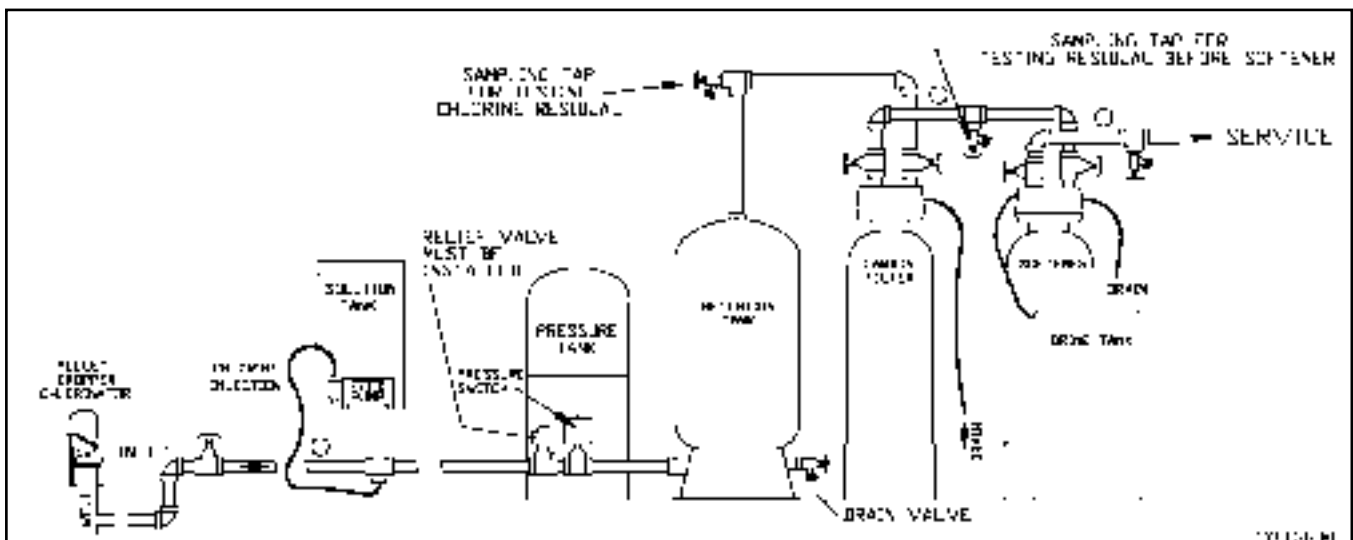 SAMPLING TAP FOR
TESTING RESIDUAL BEFORE SOFTENER
SAMPLING TAP
FOR TESTING
CHLORINE RESIDUAL
SERVICE
RELIEF VALVE
MUST BE
INSTALLED
SOLUTION
TANK
PRESSURE
TANK
RETENTION
TANK
CARBON
FILTER
SOFTENER
DRAIN
BRINE TANK
PELLET
DROPPER
CHLORINATOR
CHLORINE
INJECTION
PUMP
PRESSURE
SWITCH
INLET
DRAIN
DRAIN VALVE